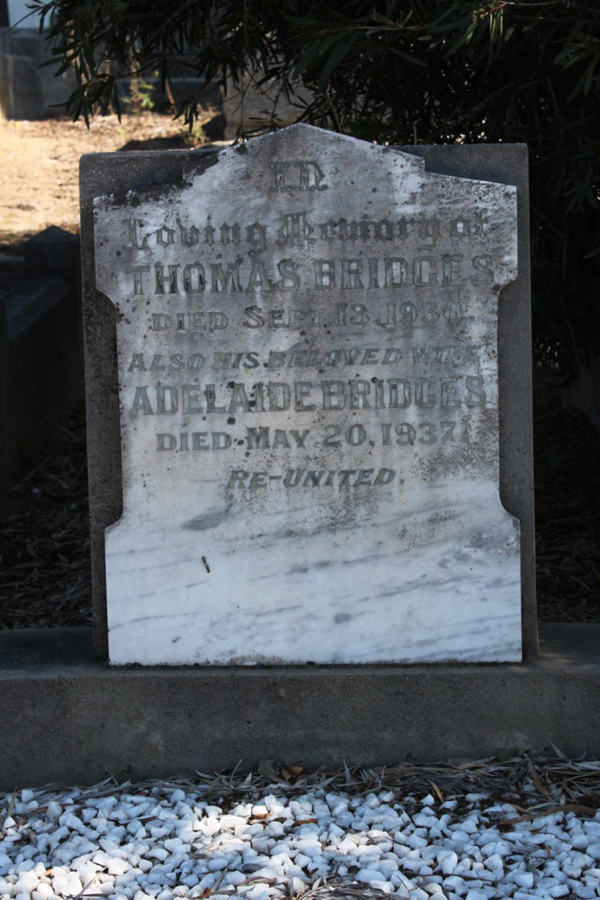 In
Loving Memory of
THOMAS BRIDGES
DIED SEPT. 13, 1930.
ALSO HIS BELOVED WIFE
ADELAIDE BRIDGES
DIED MAY 20, 1937.
RE-UNITED.